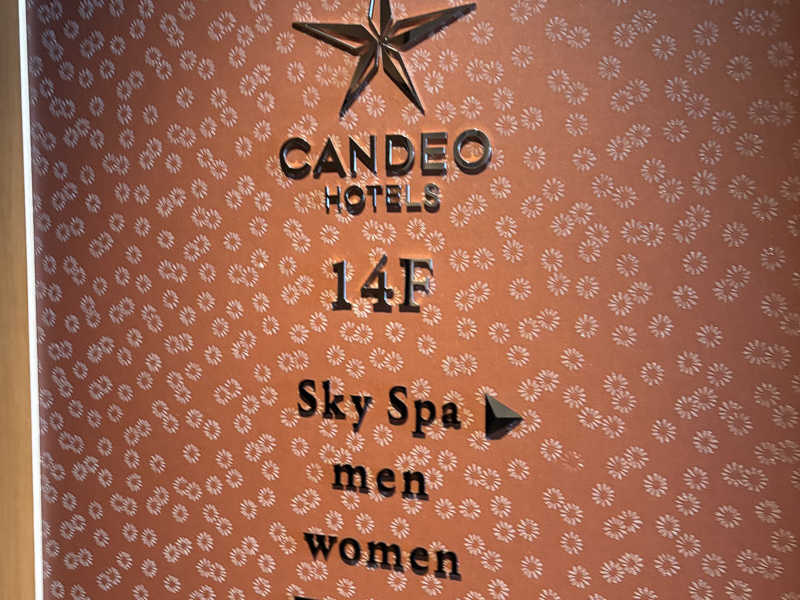 CANDEO
HOTELS
14F
Sky Spa
men
women